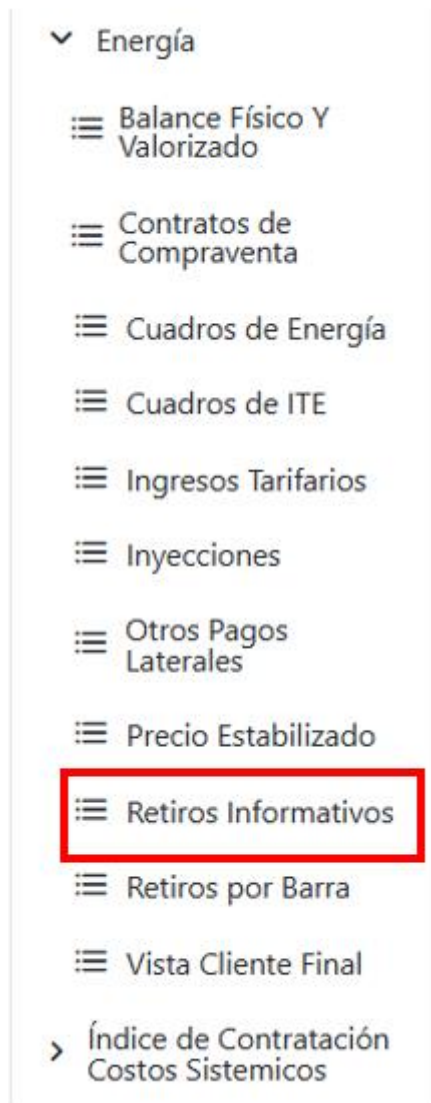 Energía
Balance Físico Y
Valorizado
Contratos de
Compraventa
Cuadros de Energía
Cuadros de ITE
Ingresos Tarifarios
Inyecciones
Otros Pagos
Laterales
Precio Estabilizado
Retiros Informativos
Retiros por Barra
Vista Cliente Final
Índice de Contratación
Costos Sistemicos